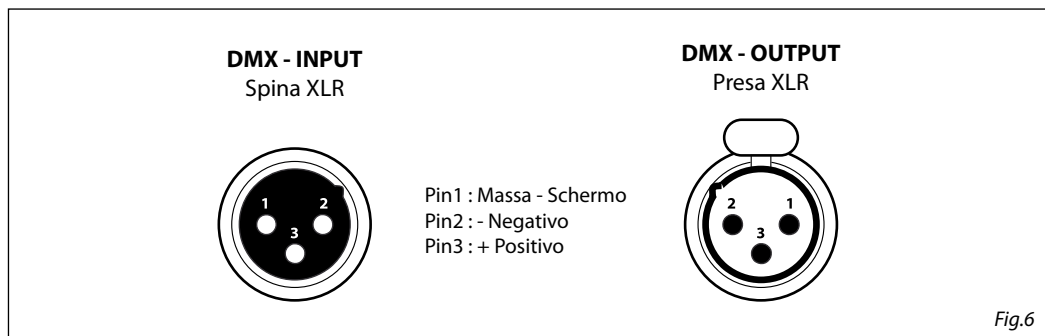 DMX - INPUT
Spina XLR
1
2
3
Pin1 : Massa - Schermo
Pin2 : - Negativo
Pin3 : + Positivo
DMX - OUTPUT
Presa XLR
2
1
3
Fig.6